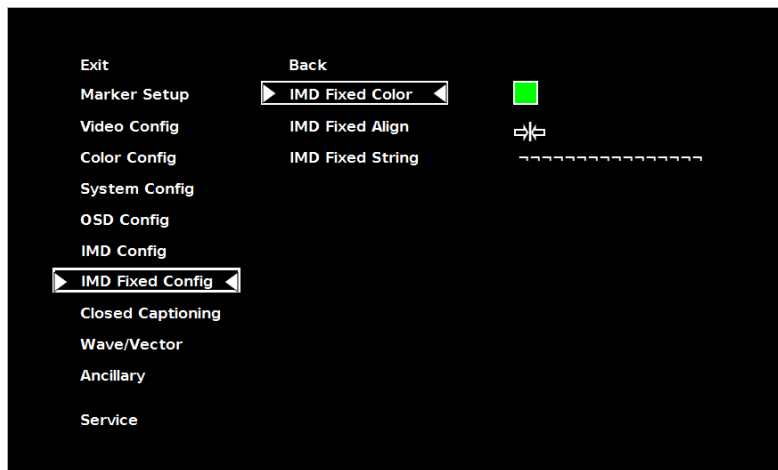 Exit
Back
Marker Setup
IMD Fixed Color
Video Config
IMD Fixed Align
Color Config
IMD Fixed String
¬¬¬¬¬¬¬¬¬¬¬¬¬¬¬¬
System Config
OSD Config
IMD Config
IMD Fixed Config
Closed Captioning
Wave/Vector
Ancillary
Service